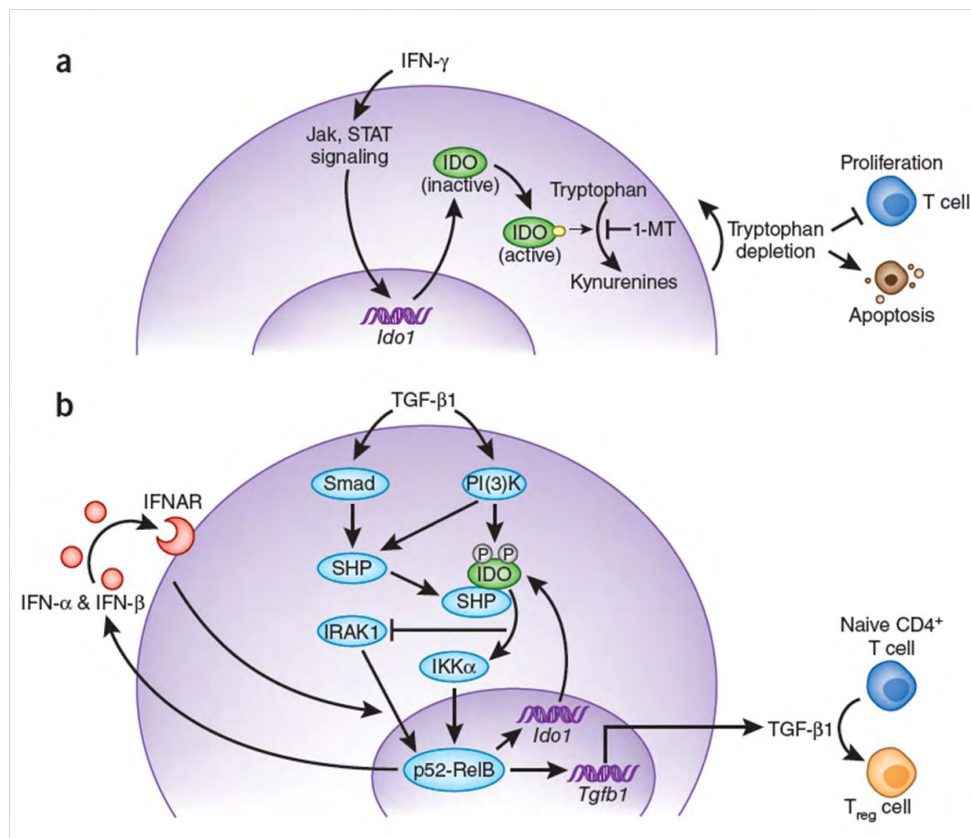 a
IFN-γ
Jak, STAT
signaling
IDO
(inactive)
IDO
(active)
Tryptophan
1-MT
Kynurenines
Ido1
Tryptophan
depletion
Proliferation
T cell
Apoptosis
b
TGF-β1
Smad
PI(3)K
IFNAR
P P
IDO
SHP
SHP
IFN-α & IFN-β
IRAK1
IKKα
Ido1
p52-RelB
Tgfb1
TGF-β1
Naive CD4+
T cell
Treg cell